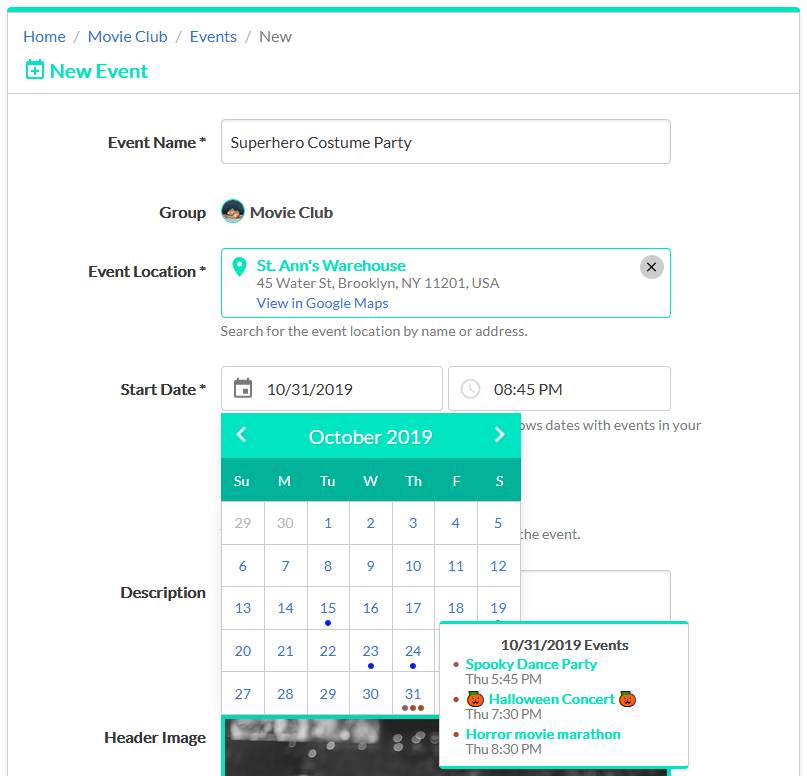 Home / Movie Club / Events / New
New Event
Event Name *
Superhero Costume Party
Group
Movie Club
Event Location *
St. Ann's Warehouse
45 Water St, Brooklyn, NY 11201, USA
View in Google Maps
Search for the event location by name or address.
Start Date *
10/31/2019
08:45 PM
dates with events in your
October 2019
Su M Tu W Th F S
29 30 1 2 3 4 5
the event.
6 7 8 9 10 11 12
Description
13 14 15 16 17 18 19
20 21 22 23 24
27 28 29 30 31
10/31/2019 Events
Spooky Dance Party
Thu 5:45 PM
🎃 Halloween Concert 🎃
Thu 7:30 PM
Horror movie marathon
Thu 8:30 PM
Header Image